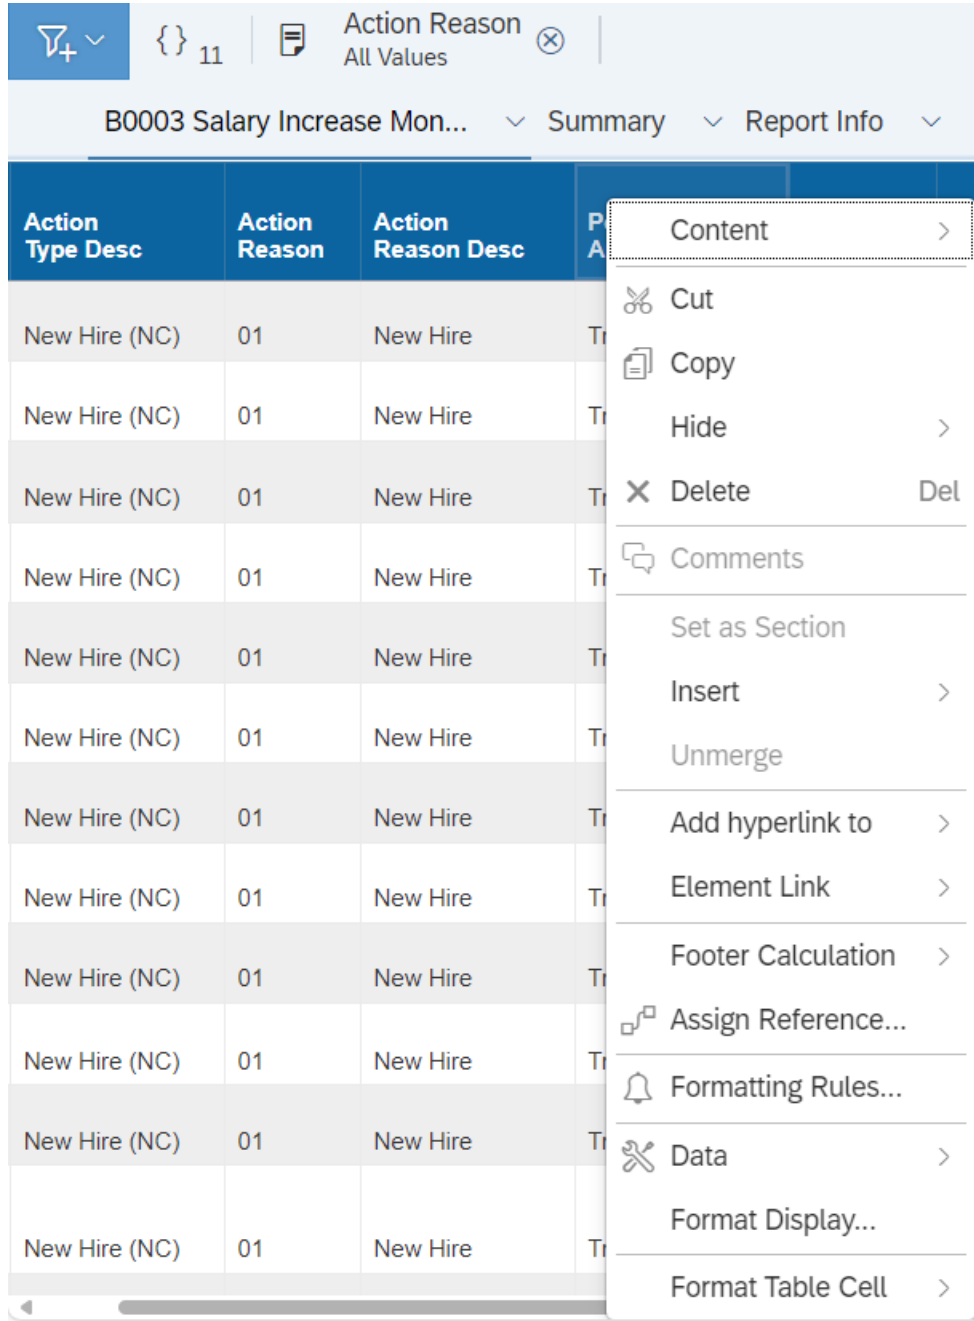 {} 11
Action Reason
All Values
B0003 Salary Increase Mon... Summary Report Info
Action Type Desc
Action Reason
Action Reason Desc
New Hire (NC) 01 New Hire
New Hire (NC) 01 New Hire
New Hire (NC) 01 New Hire
New Hire (NC) 01 New Hire
New Hire (NC) 01 New Hire
New Hire (NC) 01 New Hire
New Hire (NC) 01 New Hire
New Hire (NC) 01 New Hire
New Hire (NC) 01 New Hire
New Hire (NC) 01 New Hire
New Hire (NC) 01 New Hire
New Hire (NC) 01 New Hire
Content
Cut
Copy
Hide
Delete Del
Comments
Set as Section
Insert
Unmerge
Add hyperlink to
Element Link
Footer Calculation
Assign Reference...
Formatting Rules...
Data
Format Display...
Format Table Cell